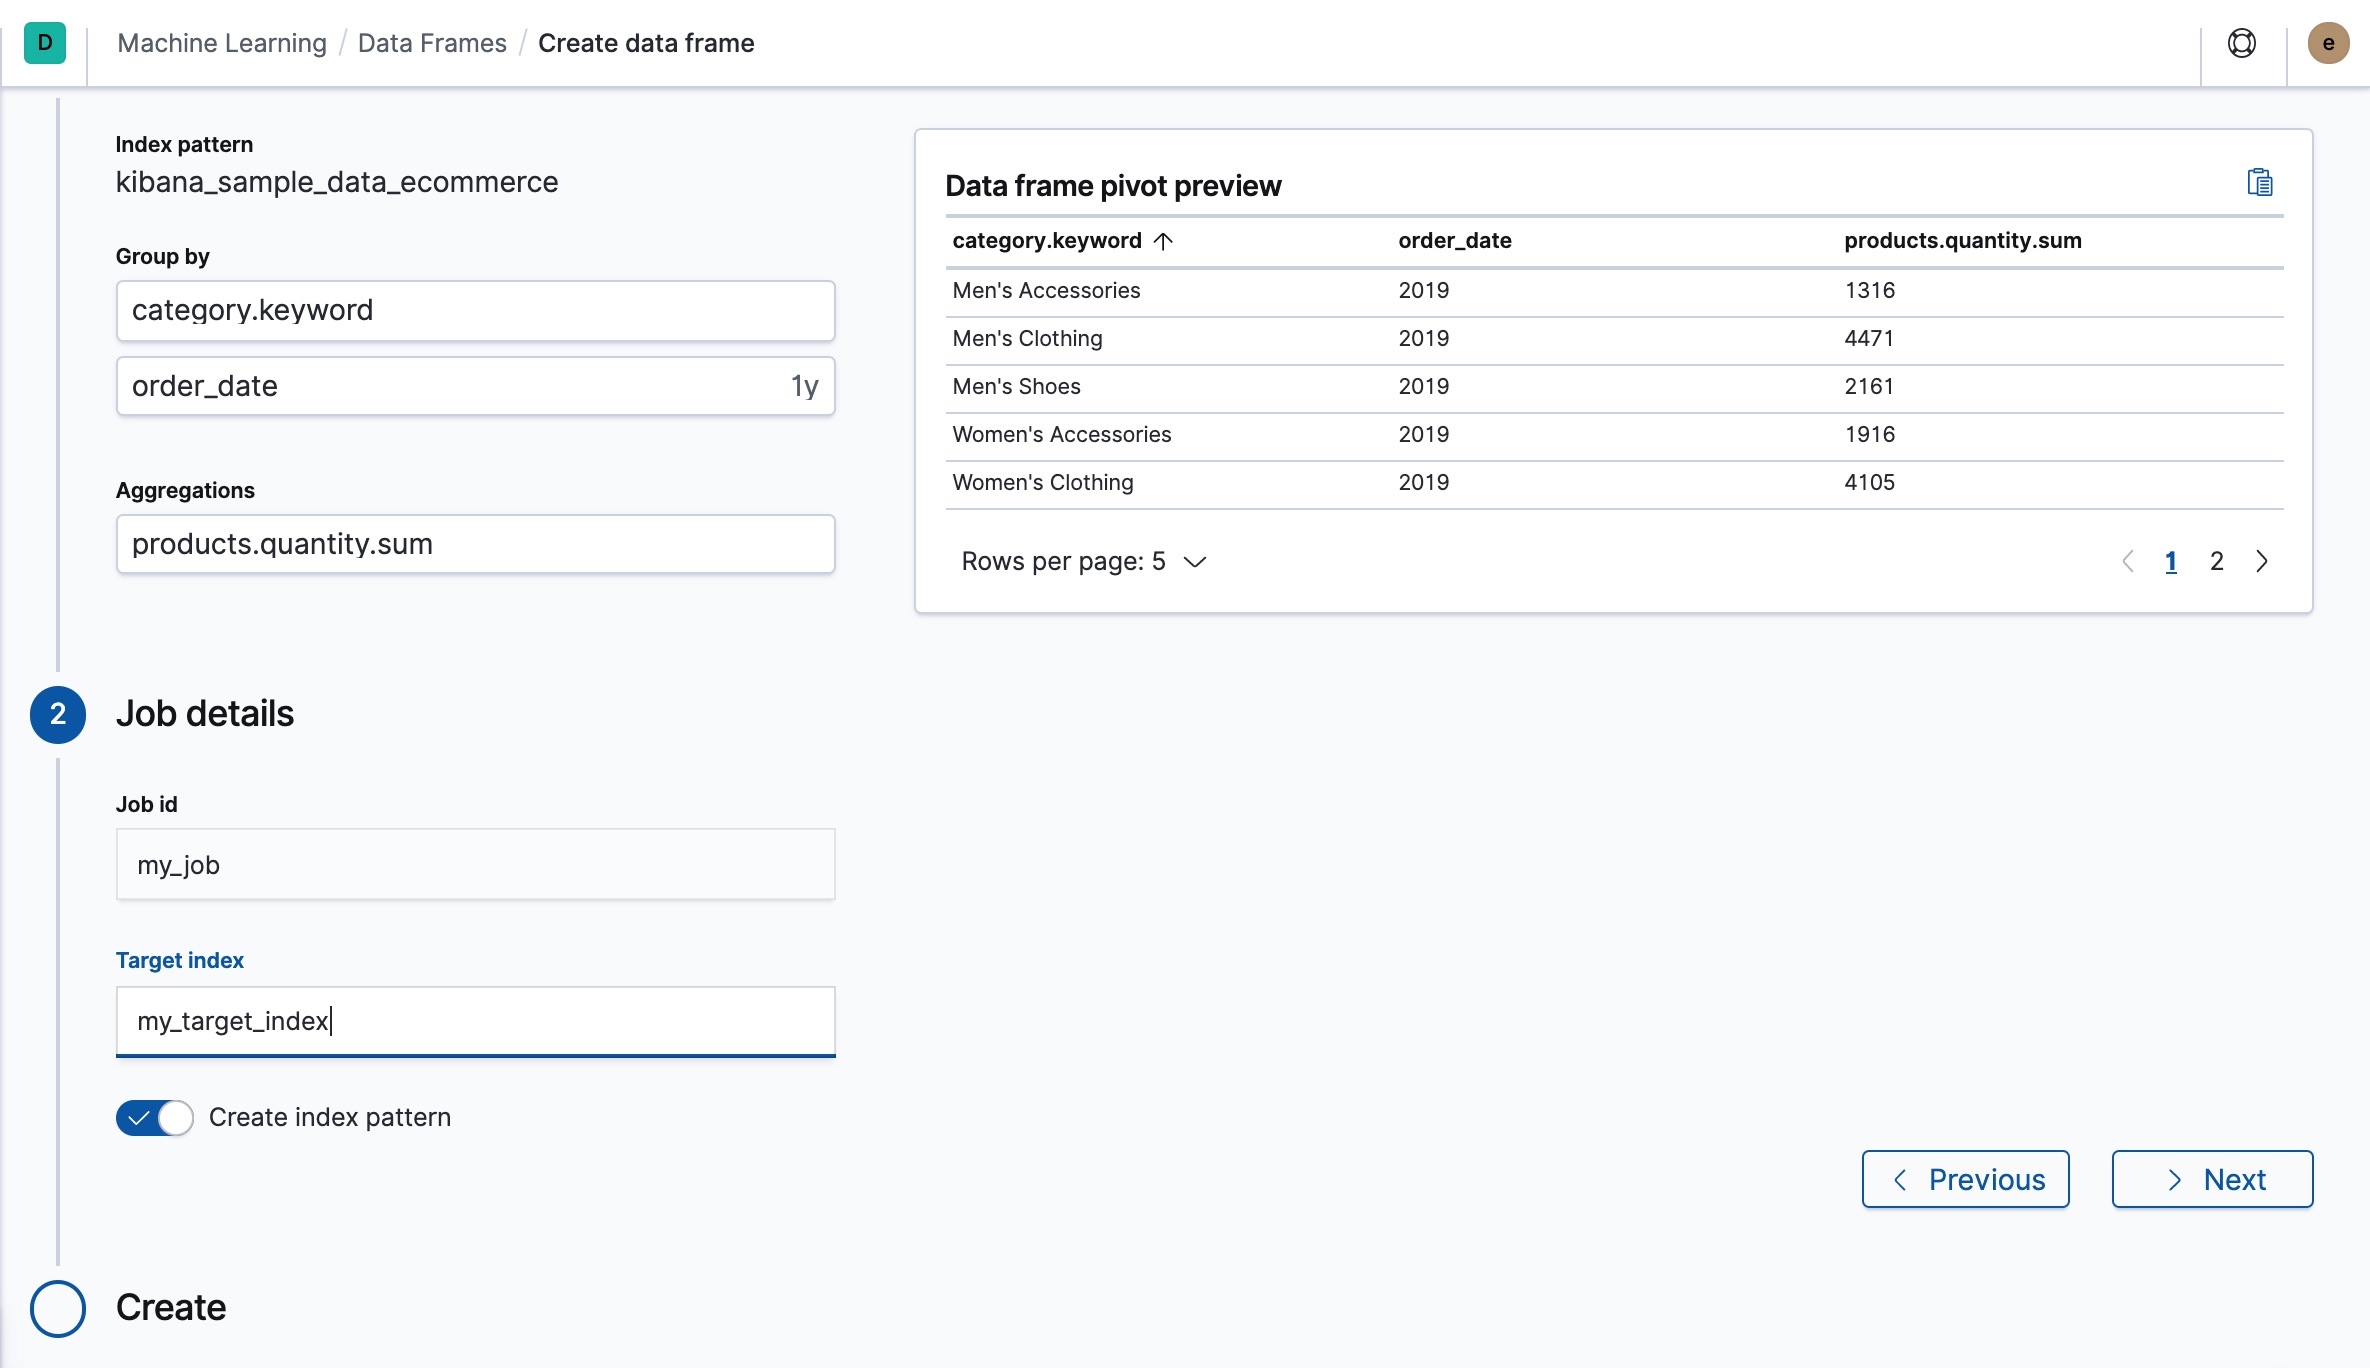 D Machine Learning / Data Frames / Create data frame e
Index pattern
kibana_sample_data_ecommerce
Group by
category.keyword
order_date 1y
Aggregations
products.quantity.sum
Data frame pivot preview
category.keyword order_date products.quantity.sum
Men's Accessories 2019 1316
Men's Clothing 2019 4471
Men's Shoes 2019 2161
Women's Accessories 2019 1916
Women's Clothing 2019 4105
Rows per page: 5 1 2
2 Job details
Job id
my_job
Target index
my_target_index
Create index pattern
Previous Next
Create